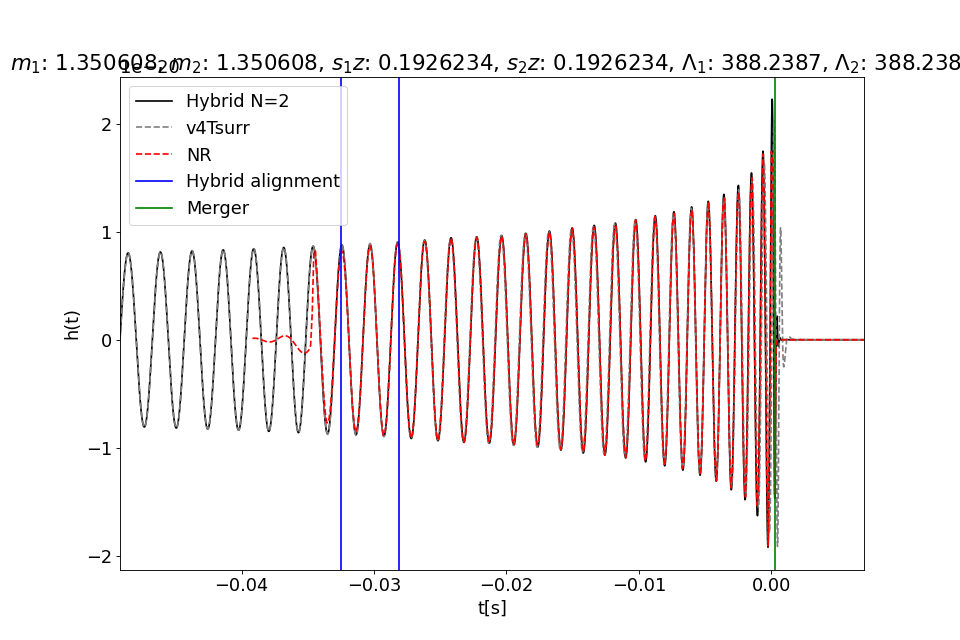 m₁: 1.350608, m₂: 1.350608, s₁z: 0.1926234, s₂z: 0.1926234, Λ₁: 388.2387, Λ₂: 388.238
1e−20
Hybrid N=2
v4Tsurr
NR
Hybrid alignment
Merger
2
1
0
−1
−2
h(t)
−0.04
−0.03
−0.02
−0.01
0.00
t[s]